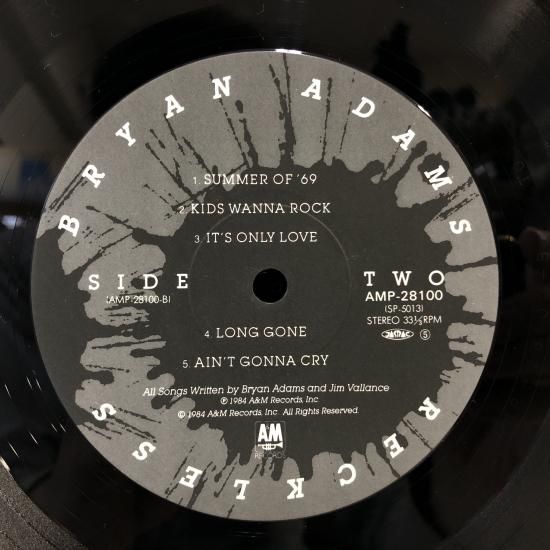 BRYAN ADAMS
1. SUMMER OF '69
2. KIDS WANNA ROCK
3. IT'S ONLY LOVE
SIDE TWO
(AMP-28100-B)
AMP-28100
(SP-5013)
STEREO 33⅓RPM
JASRAC Ⓢ
4. LONG GONE
5. AIN'T GONNA CRY
All Songs Written by Bryan Adams and Jim Vallance
℗ 1984 A&M Records, Inc
© 1984 A&M Records, Inc All Rights Reserved.
A&M
RECORDS
RECKLESS